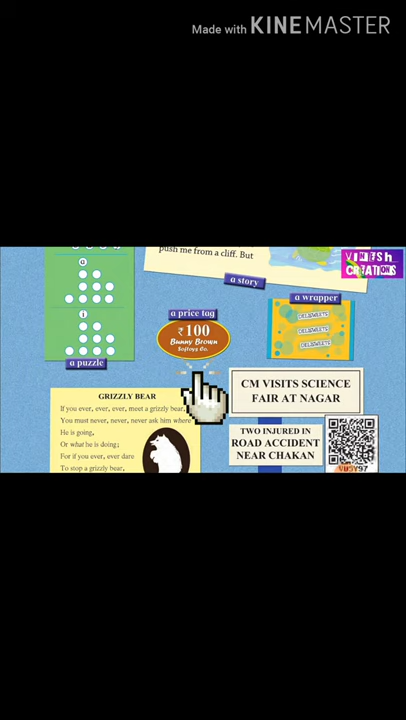 Made with KINEMASTER
push me from a cliff. But
VINESH
CREATIONS
a
a story
a wrapper
a price tag
i
₹100
Bunny Brown
Softoys Co.
a puzzle
CM VISITS SCIENCE
FAIR AT NAGAR
GRIZZLY BEAR
If you ever, ever, ever, meet a grizzly bear,
You must never, never, never ask him where
He is going,
Or what he is doing;
For if you ever, ever dare
To stop a grizzly bear,
TWO INJURED IN
ROAD ACCIDENT
NEAR CHAKAN